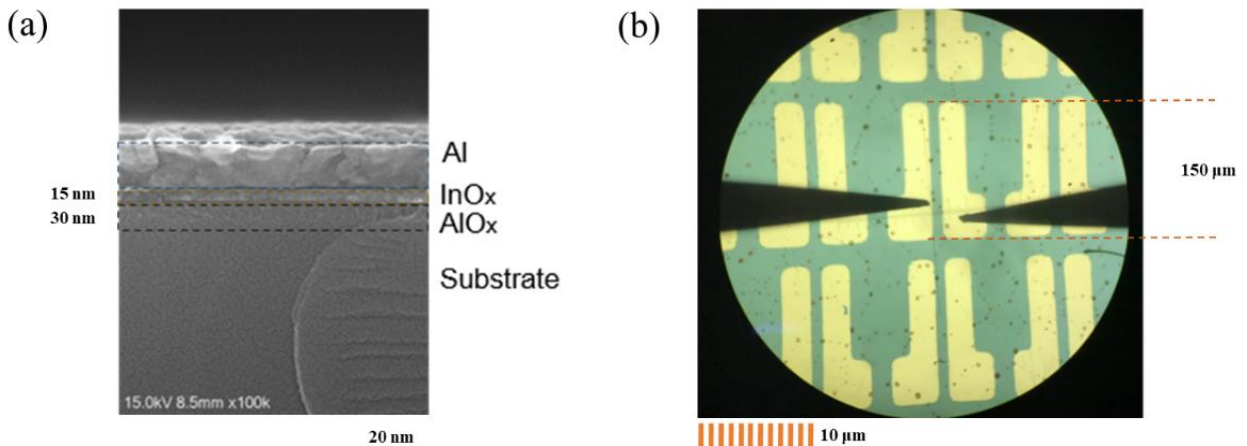 (a)
Al
15 nm
InOₓ
30 nm
AlOₓ
Substrate
15.0kV 8.5mm x100k
20 nm
(b)
150 μm
10 μm